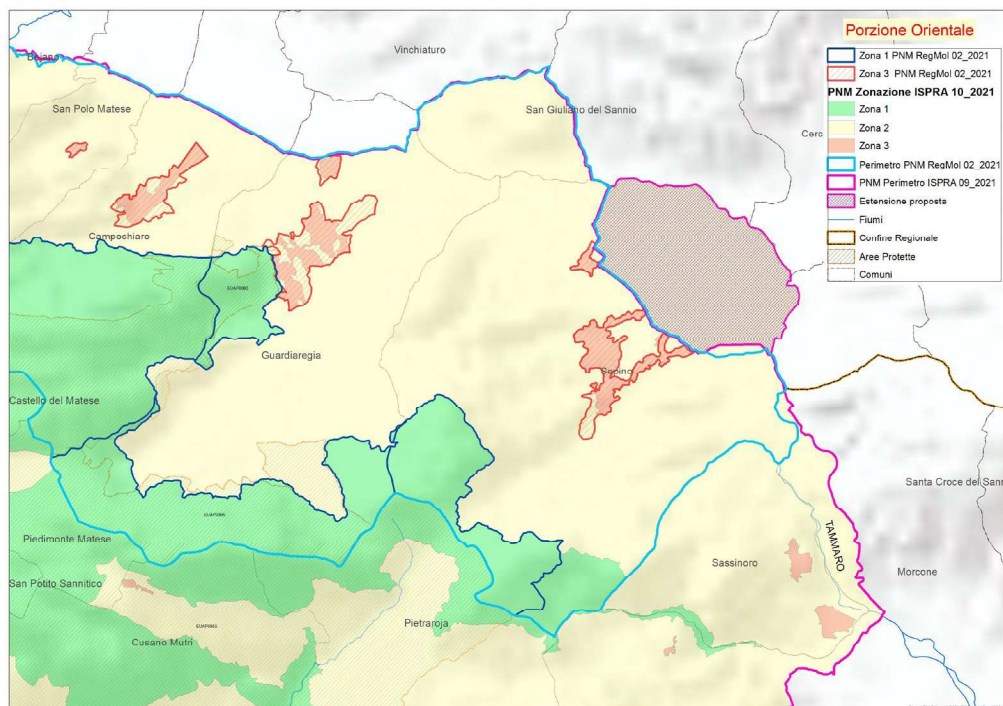 Porzione Orientale
Zona 1 PNM RegMol 02_2021
Zona 3 PNM RegMol 02_2021
PNM Zonazione ISPRA 10_2021
Zona 1
Zona 2
Zona 3
Perimetro PNM RegMol 02_2021
PNM Perimetro ISPRA 09_2021
Estensione proposta
Fiumi
Confine Regionale
Aree Protette
Comuni
Vinchiaturo
Bojano
San Polo Matese
San Giuliano del Sannio
Cerc
Campochiaro
Guardiaregia
Sepino
Castello del Matese
Santa Croce del Sann
TAMMARO
Piedimonte Matese
Sassinoro
Morcone
San Potito Sannitico
Pietraroja
Cusano Mutri